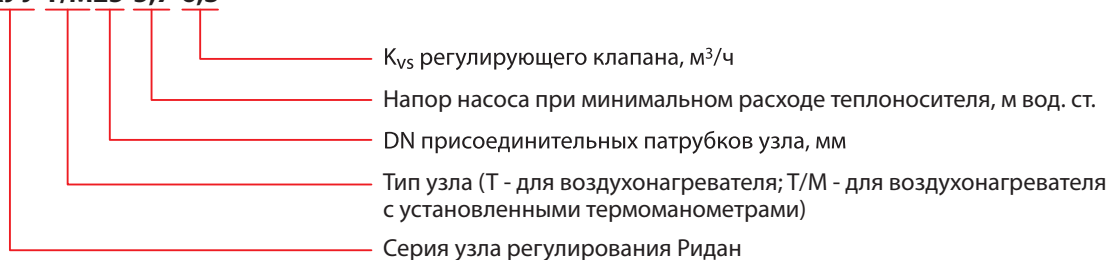 Kvs регулирующего клапана, м³/ч
Напор насоса при минимальном расходе теплоносителя, м вод. ст.
DN присоединительных патрубков узла, мм
Тип узла (Т - для воздухонагревателя; Т/М - для воздухонагревателя
с установленными термоманометрами)
Серия узла регулирования Ридан